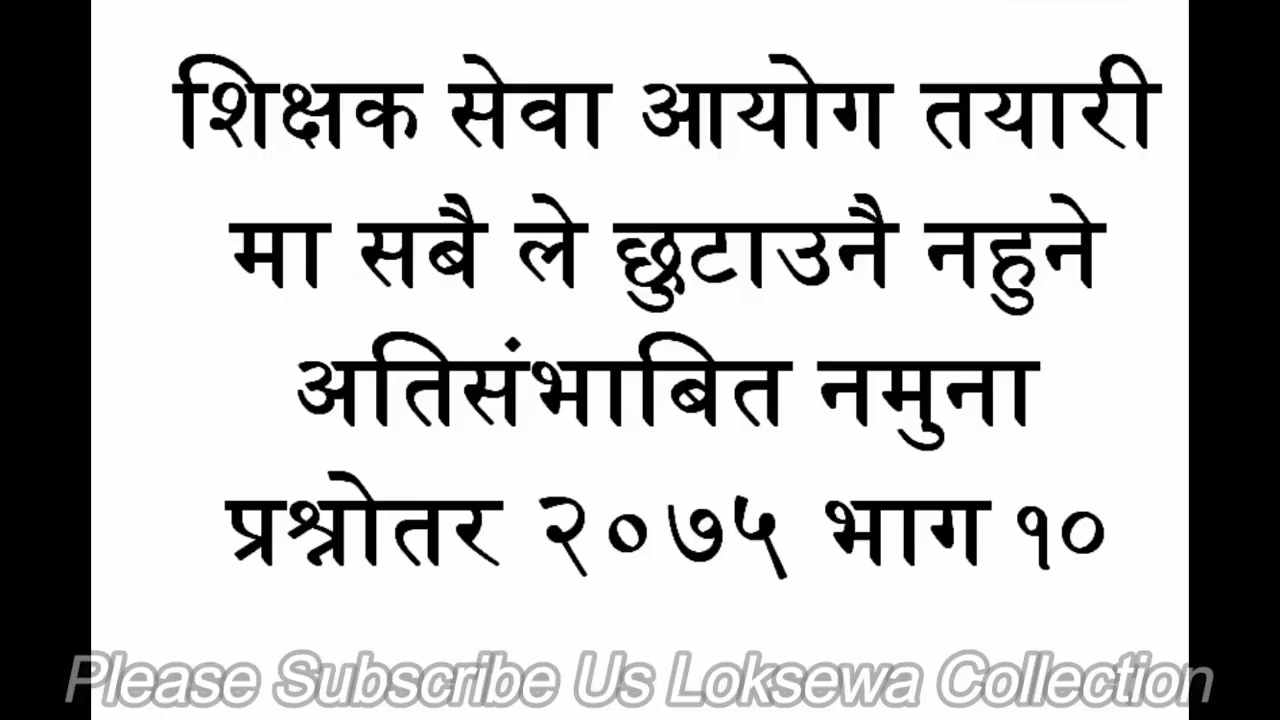 शिक्षक सेवा आयोग तयारी
मा सबै ले छुटाउनै नहुने
अतिसंभाबित नमुना
प्रश्नोतर २०७५ भाग १०
Please Subscribe Us Loksewa Collection